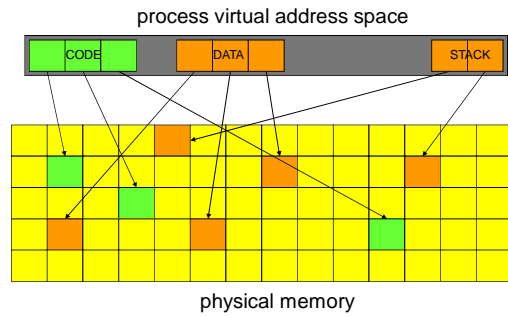 process virtual address space
CODE DATA STACK
physical memory